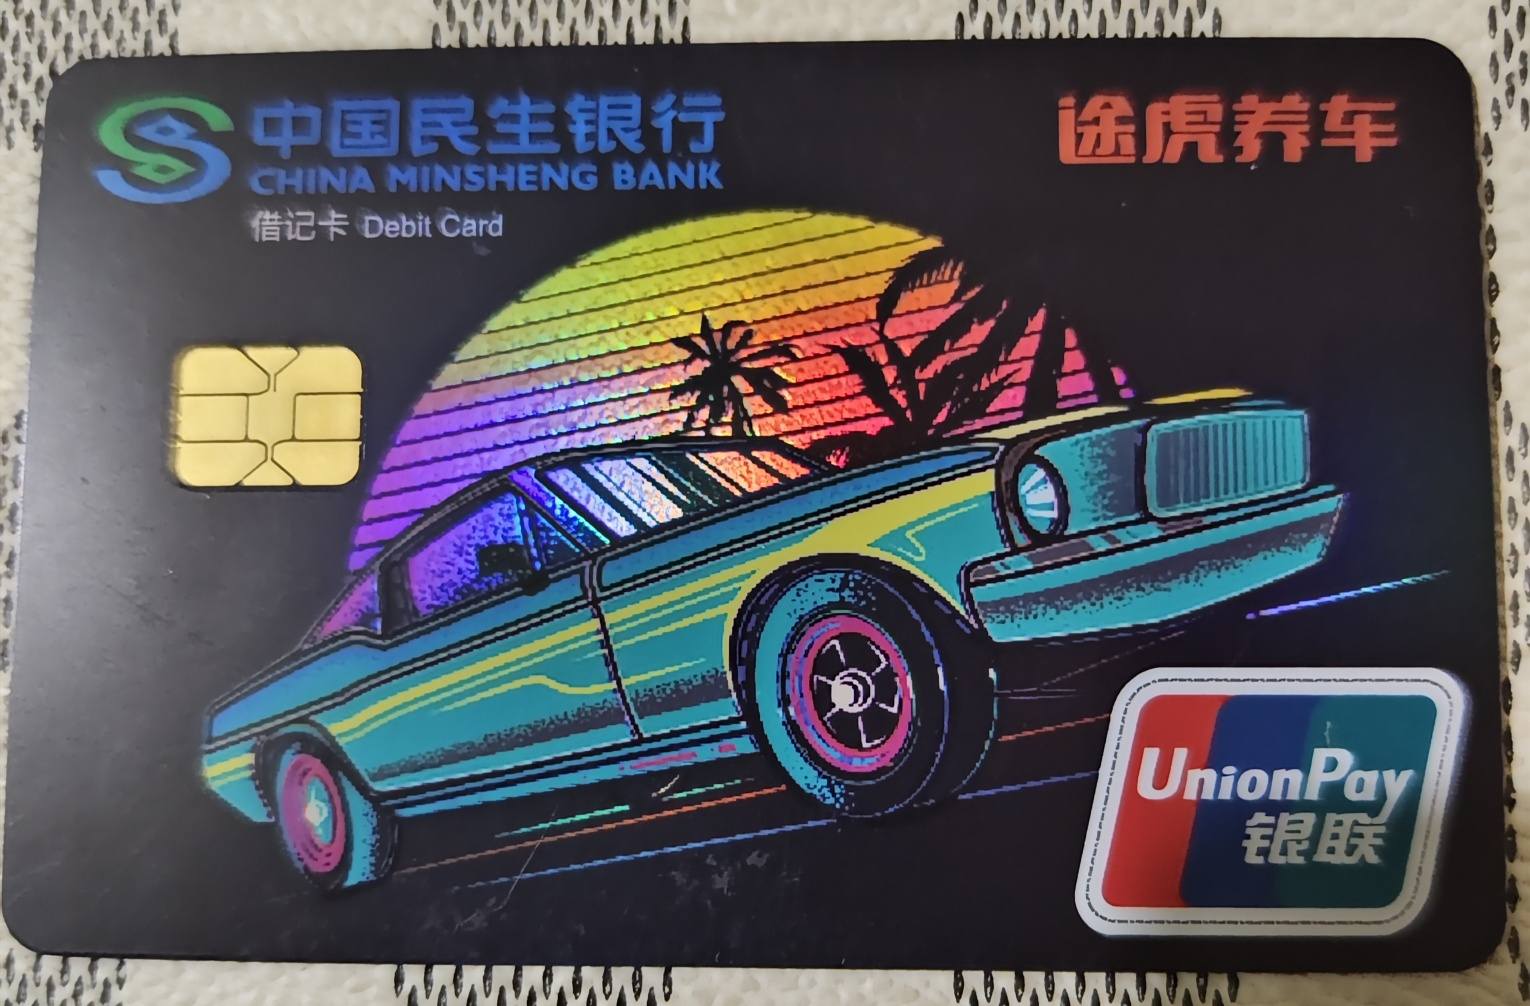 中国民生银行
CHINA MINSHENG BANK
借记卡 Debit Card
途虎养车
UnionPay
银联